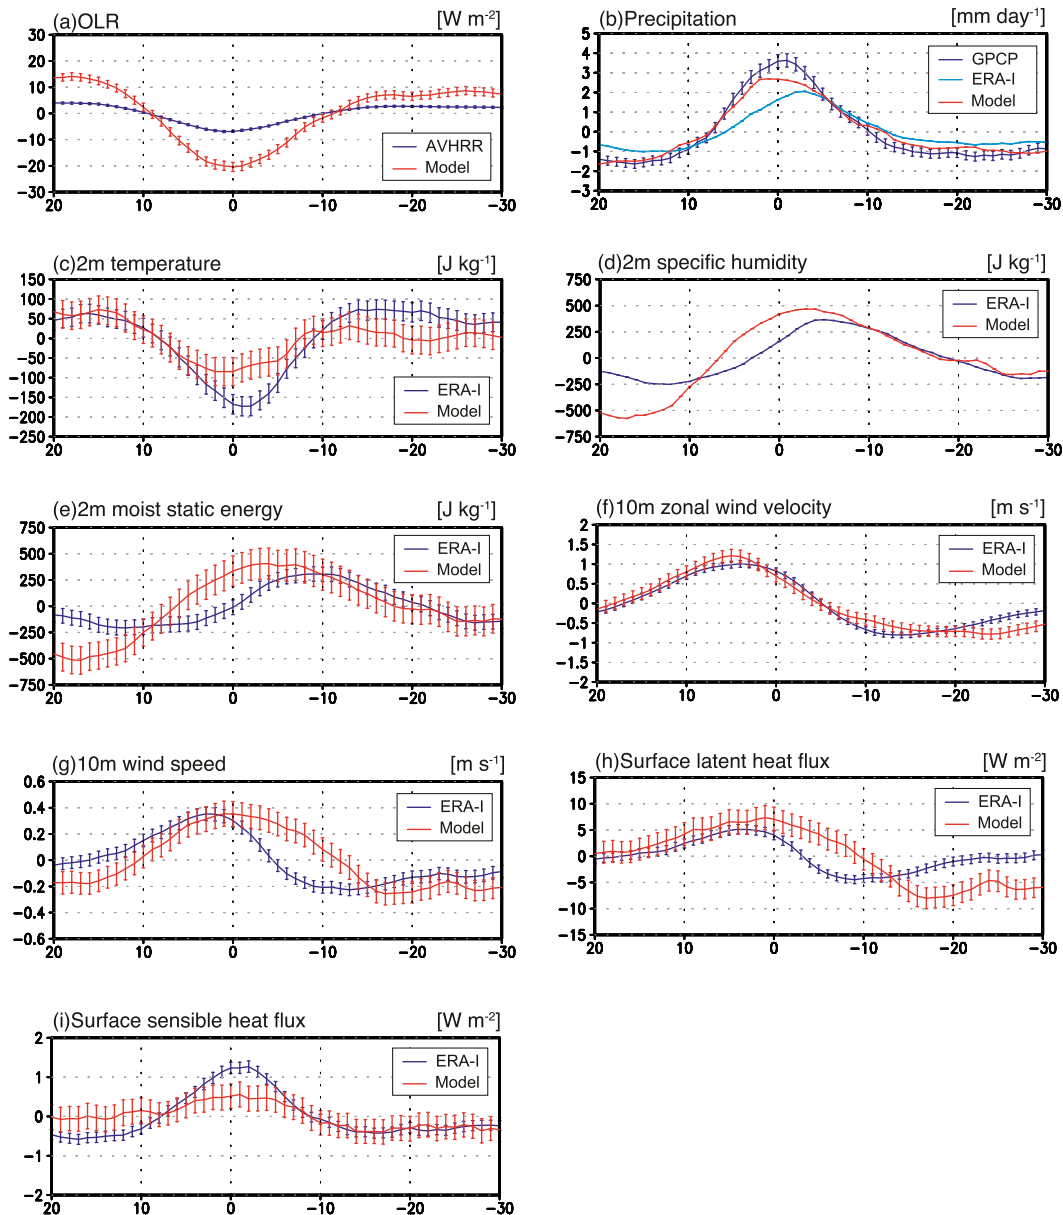 (a)OLR [W m-2]
30
20
10
0
−10
−20
−30
AVHRR
Model
20 10 0 −10 −20 −30
(b)Precipitation [mm day-1]
5
4
3
2
1
0
−1
−2
−3
GPCP
ERA-I
Model
20 10 0 −10 −20 −30
(c)2m temperature [J kg-1]
150
100
50
0
−50
−100
−150
−200
−250
ERA-I
Model
20 10 0 −10 −20 −30
(d)2m specific humidity [J kg-1]
750
500
250
0
−250
−500
−750
ERA-I
Model
20 10 0 −10 −20 −30
(e)2m moist static energy [J kg-1]
750
500
250
0
−250
−500
−750
ERA-I
Model
20 10 0 −10 −20 −30
(f)10m zonal wind velocity [m s-1]
2
1.5
1
0.5
0
−0.5
−1
−1.5
−2
ERA-I
Model
20 10 0 −10 −20 −30
(g)10m wind speed [m s-1]
0.6
0.4
0.2
0
−0.2
−0.4
−0.6
ERA-I
Model
20 10 0 −10 −20 −30
(h)Surface latent heat flux [W m-2]
15
10
5
0
−5
−10
−15
ERA-I
Model
20 10 0 −10 −20 −30
(i)Surface sensible heat flux [W m-2]
2
1
0
−1
−2
ERA-I
Model
20 10 0 −10 −20 −30